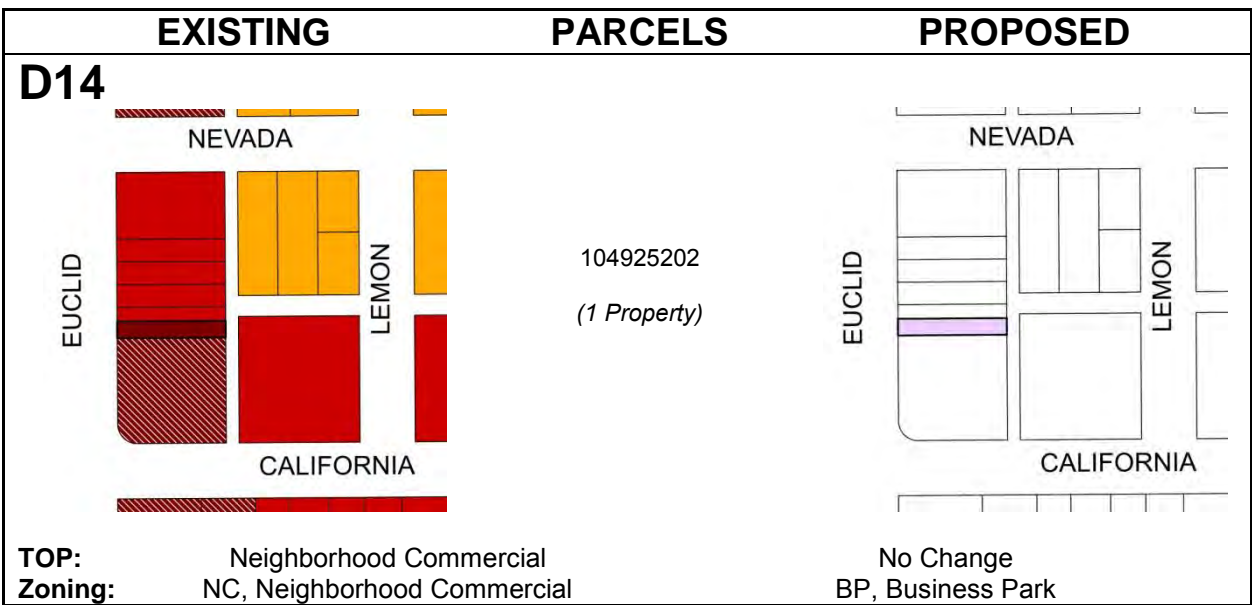 EXISTING PARCELS PROPOSED
D14
NEVADA
EUCLID
LEMON
CALIFORNIA
104925202
(1 Property)
NEVADA
EUCLID
LEMON
CALIFORNIA
TOP: Neighborhood Commercial No Change
Zoning: NC, Neighborhood Commercial BP, Business Park